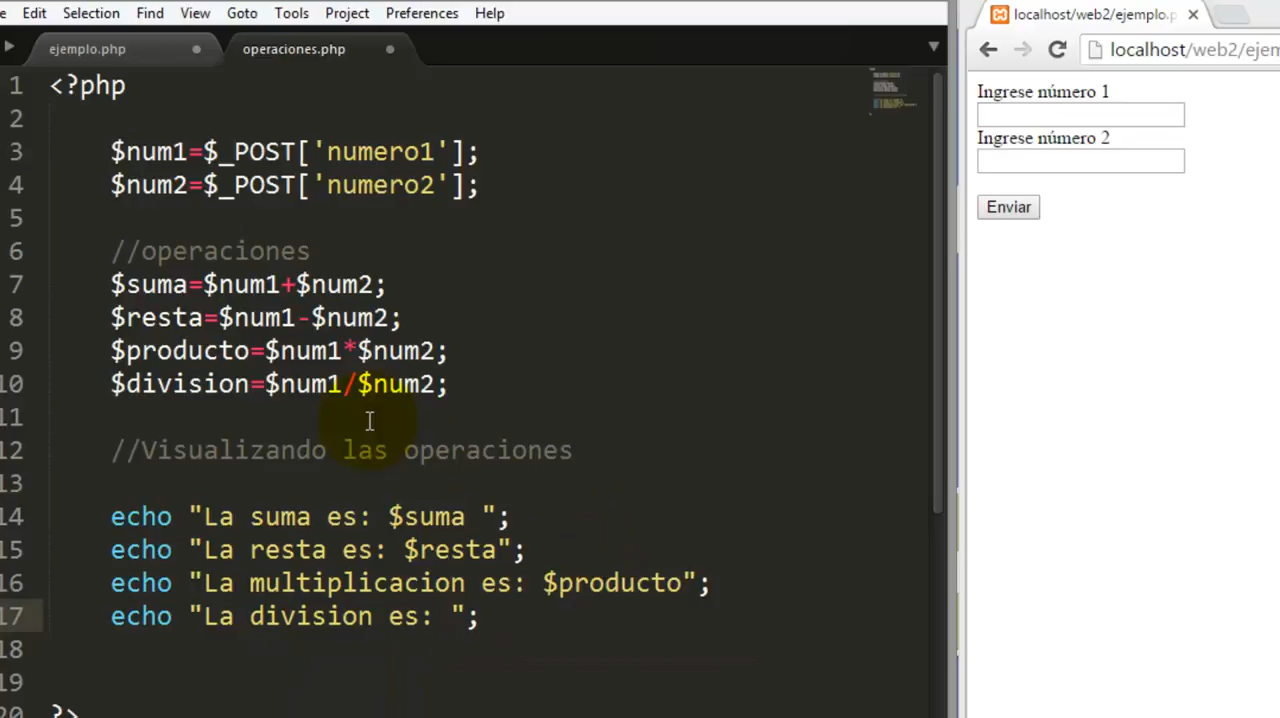 Edit Selection Find View Goto Tools Project Preferences Help
ejemplo.php
operaciones.php
1 <?php
2
3 $num1=$_POST['numero1'];
4 $num2=$_POST['numero2'];
5
6 //operaciones
7 $suma=$num1+$num2;
8 $resta=$num1-$num2;
9 $producto=$num1*$num2;
10 $division=$num1/$num2;
11
12 //Visualizando las operaciones
13
14 echo "La suma es: $suma ";
15 echo "La resta es: $resta";
16 echo "La multiplicacion es: $producto";
17 echo "La division es: ";
18
19
20 ?>
localhost/web2/ejemplo.p
localhost/web2/ejem
Ingrese número 1
Ingrese número 2
Enviar